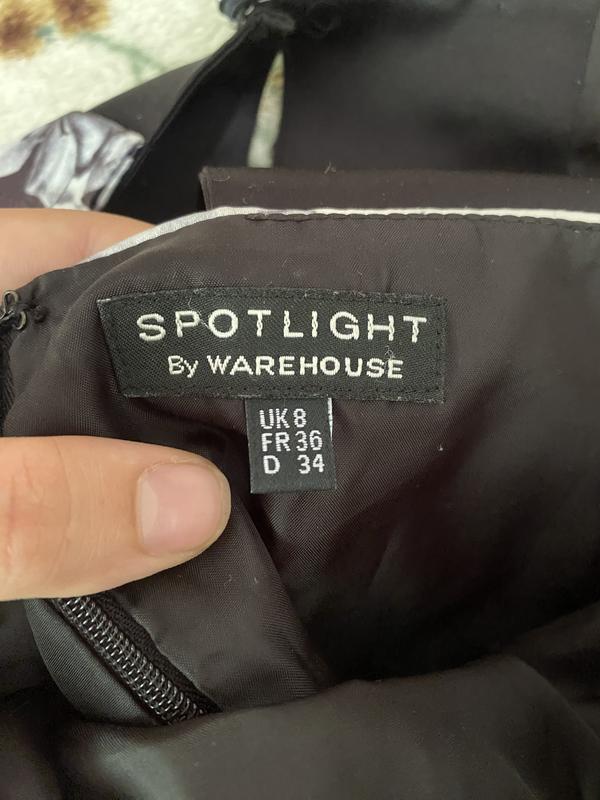 SPOTLIGHT
By WAREHOUSE
UK 8
FR 36
D 34